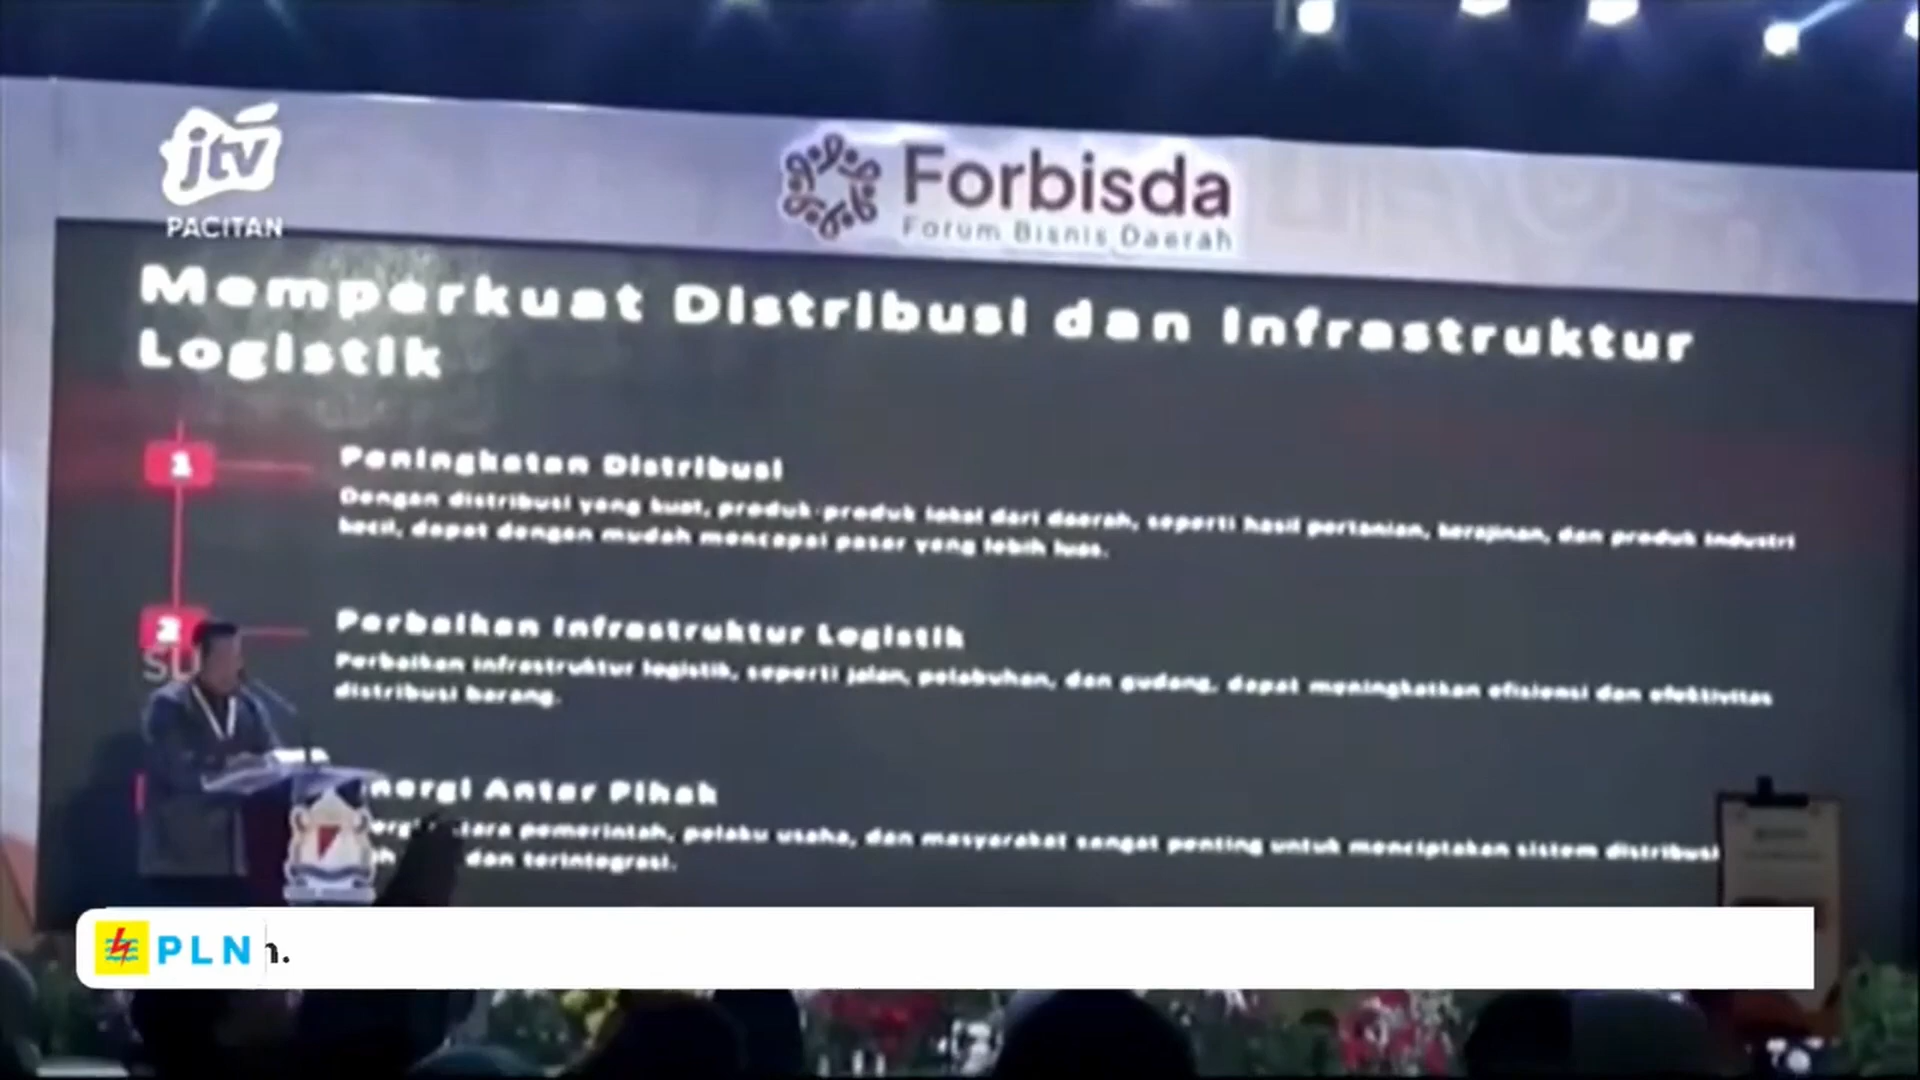 jtv
PACITAN
Forbisda
Forum Bisnis Daerah
Memperkuat Distribusi dan Infrastruktur
Logistik
1
Peningkatan Distribusi
Dengan distribusi yang kuat, produk-produk lokal dari daerah, seperti hasil pertanian, kerajinan, dan produk industri
kecil, dapat dengan mudah mencapai pasar yang lebih luas.
2
Perbaikan Infrastruktur Logistik
SU
Perbaikan infrastruktur logistik, seperti jalan, pelabuhan, dan gudang, dapat meningkatkan efisiensi dan efektivitas
distribusi barang.
nergi Antar Pihak
pemerintah, pelaku usaha, dan masyarakat sangat penting untuk menciptakan sistem distribusi
dan terintegrasi.
PLN h.